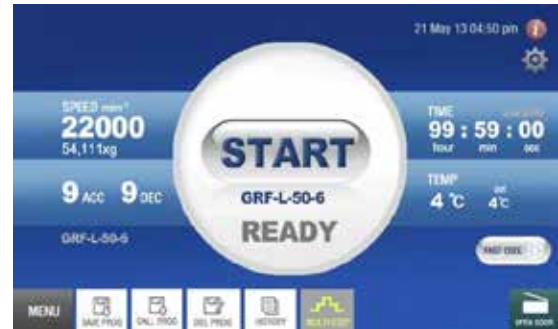 21 May 13 04:50 pm
SPEED min⁻¹
22000
54,111xg
9 ACC 9 DEC
GRF-L-50-6
START
GRF-L-50-6
READY
TIME
99 : 59 : 00
hour min sec
TEMP
4 ℃ 4℃
FAST COOL
MENU
SAVE PROG
CALL PROG
DEL PROG
HISTORY
MULTI STEP
OPEN DOOR